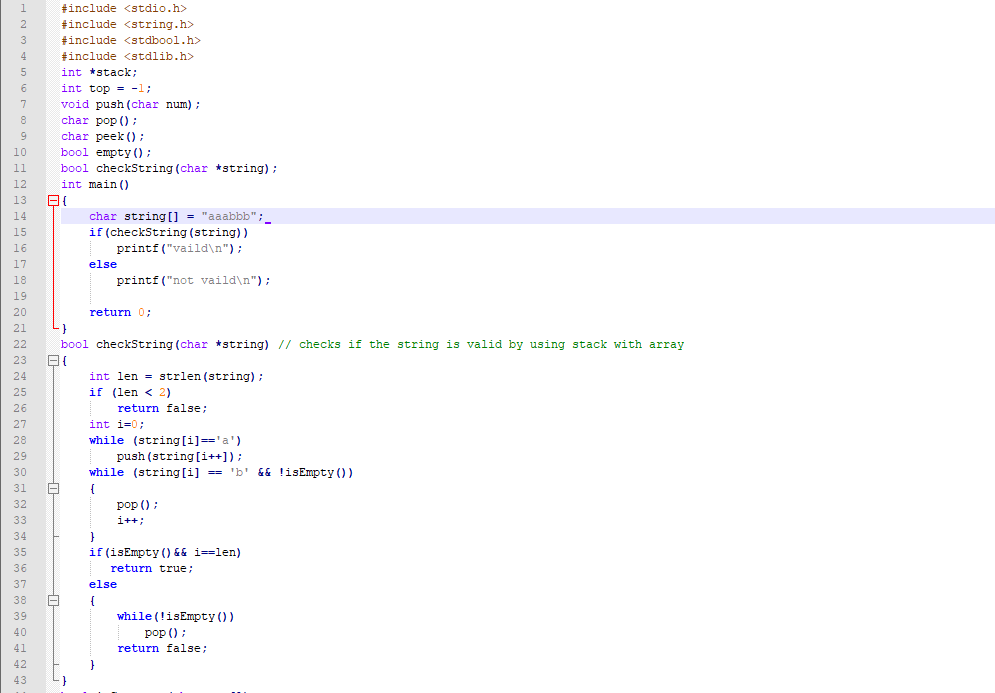 1 #include <stdio.h>
2 #include <string.h>
3 #include <stdbool.h>
4 #include <stdlib.h>
5 int *stack;
6 int top = -1;
7 void push(char num);
8 char pop();
9 char peek();
10 bool empty();
11 bool checkString(char *string);
12 int main()
13 {
14     char string[] = "aaabbb";
15     if(checkString(string))
16         printf("vaild\n");
17     else
18         printf("not vaild\n");
19
20     return 0;
21 }
22 bool checkString(char *string) // checks if the string is valid by using stack with array
23 {
24     int len = strlen(string);
25     if (len < 2)
26         return false;
27     int i=0;
28     while (string[i]=='a')
29         push(string[i++]);
30     while (string[i] == 'b' && !isEmpty())
31     {
32         pop();
33         i++;
34     }
35     if(isEmpty()&& i==len)
36        return true;
37     else
38     {
39         while(!isEmpty())
40             pop();
41         return false;
42     }
43 }